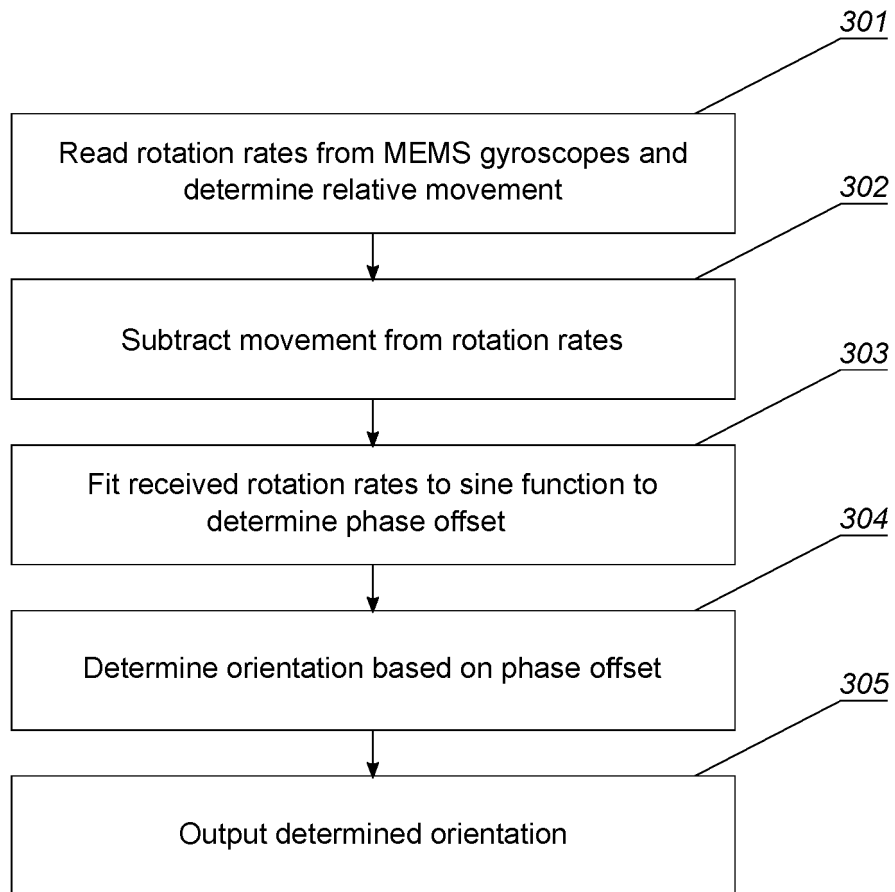 301
Read rotation rates from MEMS gyroscopes and
determine relative movement
302
Subtract movement from rotation rates
303
Fit received rotation rates to sine function to
determine phase offset
304
Determine orientation based on phase offset
305
Output determined orientation